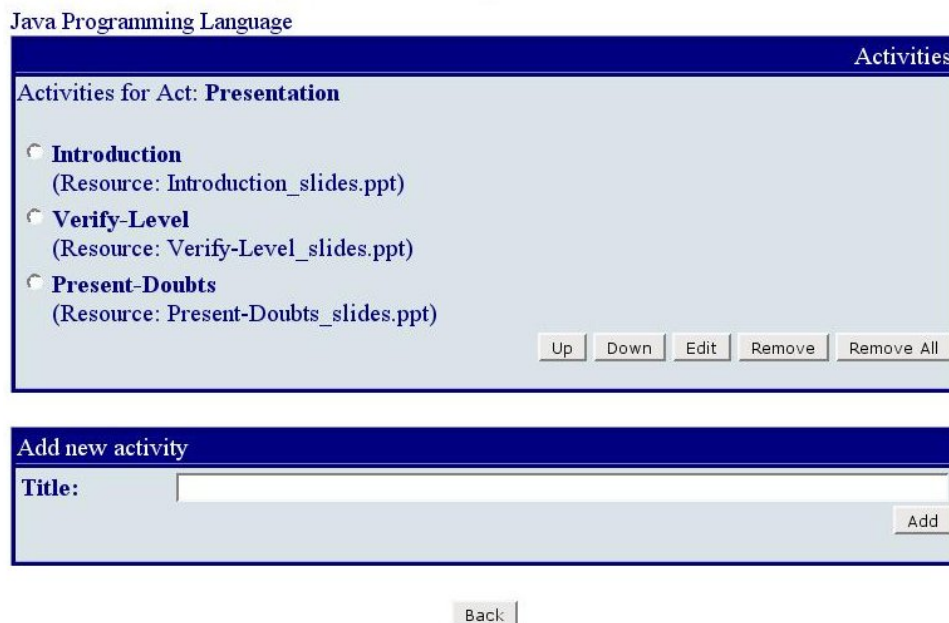 Java Programming Language
Activities
Activities for Act: Presentation
Introduction
(Resource: Introduction_slides.ppt)
Verify-Level
(Resource: Verify-Level_slides.ppt)
Present-Doubts
(Resource: Present-Doubts_slides.ppt)
Up Down Edit Remove Remove All
Add new activity
Title:
Add
Back